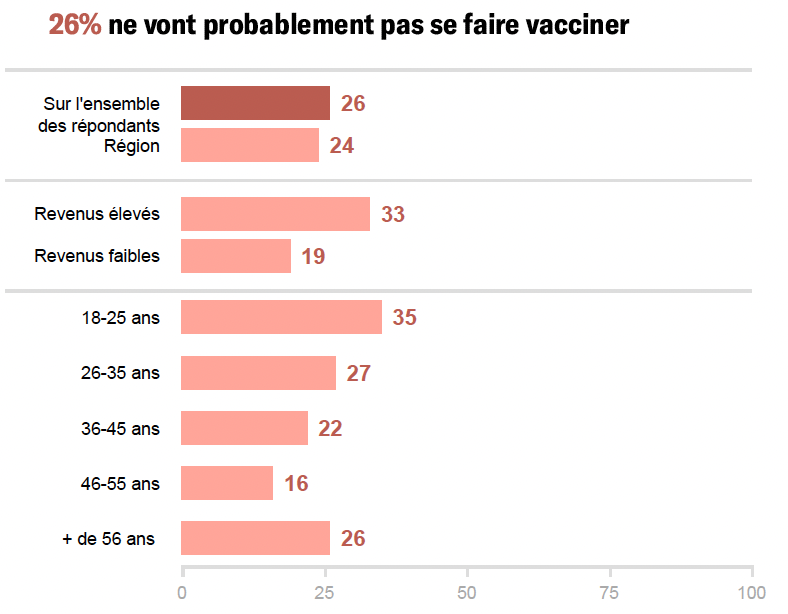 26% ne vont probablement pas se faire vacciner
Sur l'ensemble
des répondants 26
Région 24
Revenus élevés 33
Revenus faibles 19
18-25 ans 35
26-35 ans 27
36-45 ans 22
46-55 ans 16
+ de 56 ans 26
0 25 50 75 100